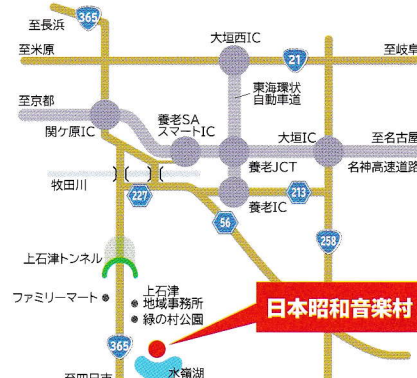 365
至長浜
大垣西IC
至米原
21
至岐阜
東海環状
自動車道
至京都
養老SA
スマートIC
関ケ原IC
大垣IC
至名古屋
養老JCT
名神高速道路
牧田川
227
213
養老IC
56
258
上石津トンネル
ファミリーマート
上石津
地域事務所
緑の村公園
日本昭和音楽村
365
水嶺湖
至四日市